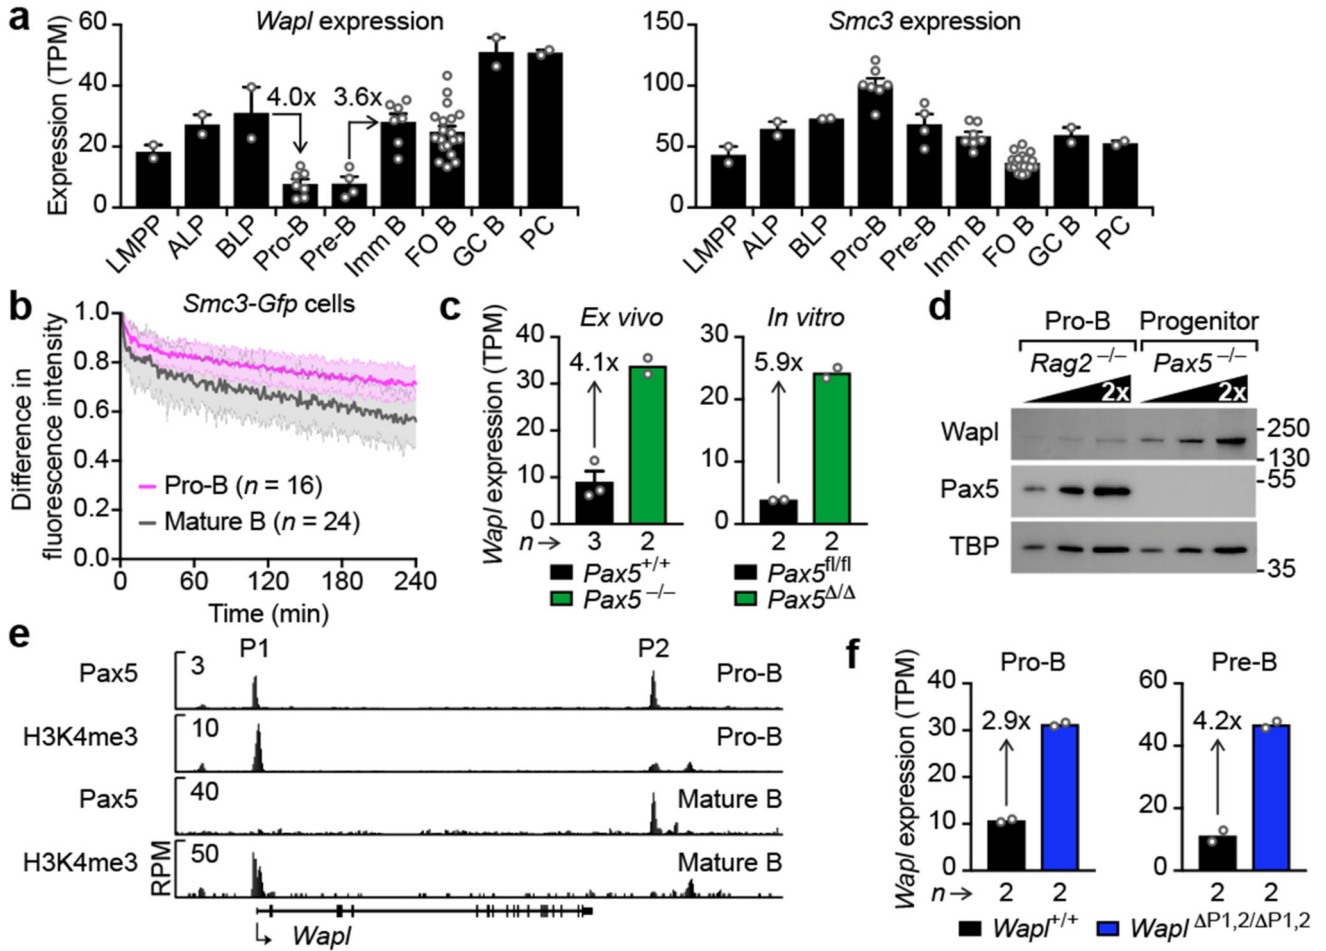 a
Wapl expression
Expression (TPM)
60
40
20
0
4.0x
3.6x
LMPP
ALP
BLP
Pro-B
Pre-B
Imm B
FO B
GC B
PC
Smc3 expression
150
100
50
0
LMPP
ALP
BLP
Pro-B
Pre-B
Imm B
FO B
GC B
PC
b
Smc3-Gfp cells
Difference in
fluorescence intensity
1.0
0.8
0.6
0.4
0.2
0.0
Pro-B (n = 16)
Mature B (n = 24)
0 60 120 180 240
Time (min)
c
Wapl expression (TPM)
Ex vivo
40
30
20
10
0
4.1x
n → 3 2
Pax5+/+
Pax5−/−
In vitro
30
20
10
0
5.9x
2 2
Pax5fl/fl
Pax5Δ/Δ
d
Pro-B Progenitor
Rag2−/− Pax5−/−
2x 2x
Wapl
Pax5
TBP
-250
-130
-55
-35
e
P1 P2
Pax5 3 Pro-B
H3K4me3 10 Pro-B
Pax5 40 Mature B
H3K4me3 50 Mature B
RPM
Wapl
f
Wapl expression (TPM)
Pro-B
40
30
20
10
0
2.9x
n → 2 2
Pre-B
60
40
20
0
4.2x
2 2
Wapl+/+ WaplΔP1,2/ΔP1,2